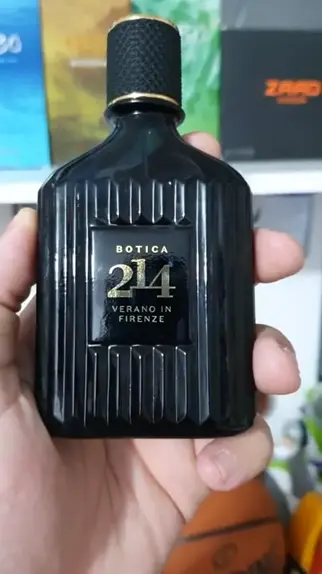 ZAAD
BOTICA
214
VERANO IN
FIRENZE